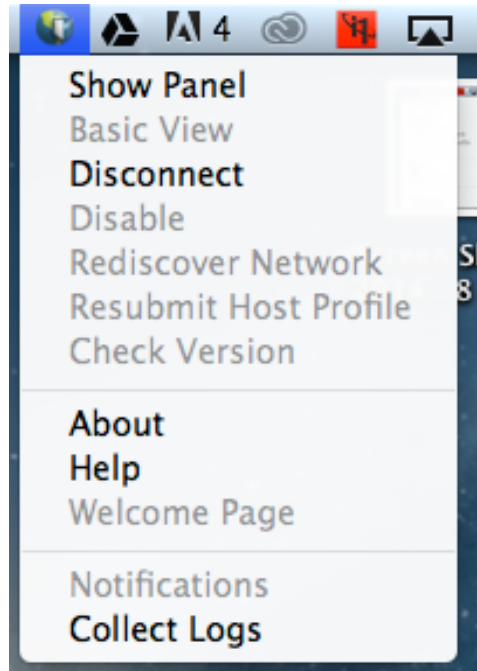 4
Show Panel
Basic View
Disconnect
Disable
Rediscover Network
Resubmit Host Profile
Check Version
About
Help
Welcome Page
Notifications
Collect Logs